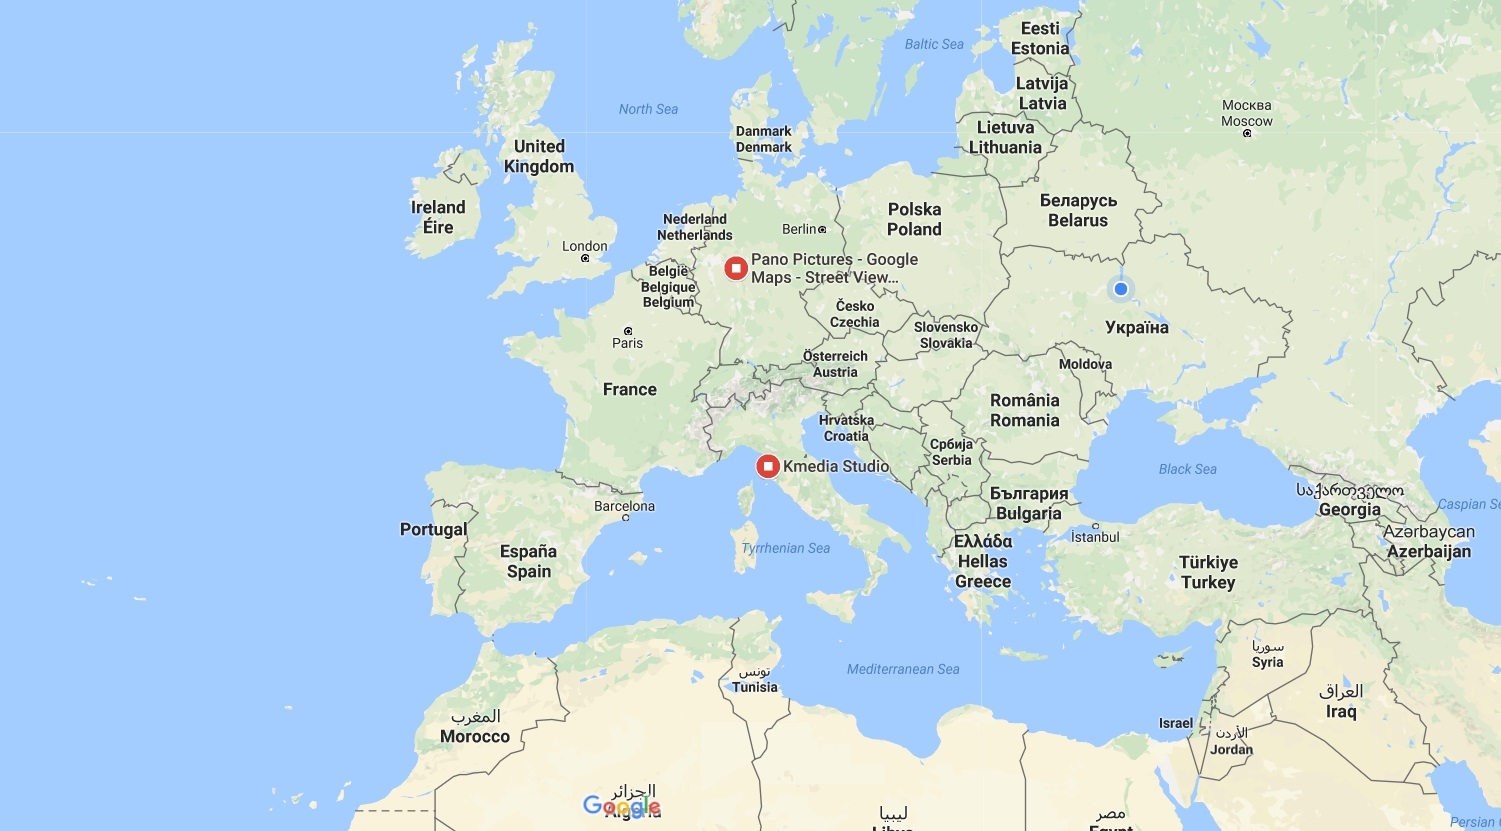 Eesti
Estonia
Baltic Sea
Latvija
Latvia
Москва
Moscow
North Sea
Danmark
Denmark
Lietuva
Lithuania
United
Kingdom
Ireland
Éire
Nederland
Netherlands
Berlin
Polska
Poland
Беларусь
Belarus
London
België
Belgique
Belgium
Pano Pictures - Google
Maps - Street View...
Česko
Czechia
Slovensko
Slovakia
Україна
Paris
Österreich
Austria
Moldova
France
România
Romania
Hrvatska
Croatia
Србија
Serbia
Kmedia Studio
Black Sea
България
Bulgaria
საქართველო
Georgia
Caspian Se
Barcelona
Portugal
İstanbul
Azərbaycan
Azerbaijan
España
Spain
Tyrrhenian Sea
Ελλάδα
Hellas
Greece
Türkiye
Turkey
Mediterranean Sea
سوريا
Syria
تونس
Tunisia
العراق
Iraq
المغرب
Morocco
Israel
الأردن
Jordan
الجزائر
Algeria
Google
ليبيا
Libya
مصر
Egypt
Persian G